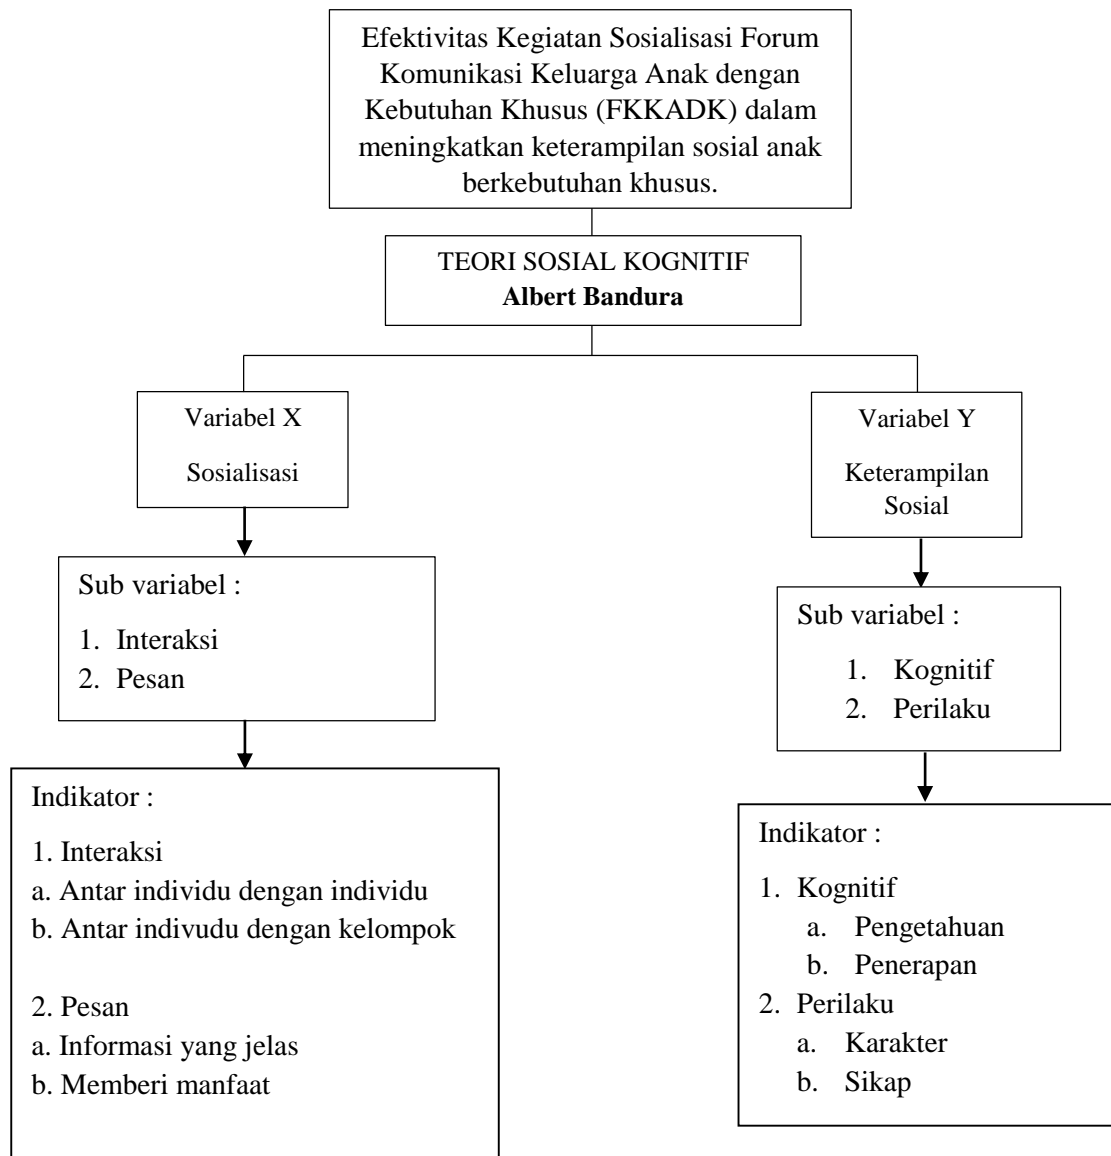 Efektivitas Kegiatan Sosialisasi Forum
Komunikasi Keluarga Anak dengan
Kebutuhan Khusus (FKKADK) dalam
meningkatkan keterampilan sosial anak
berkebutuhan khusus.
TEORI SOSIAL KOGNITIF
Albert Bandura
Variabel X
Sosialisasi
Sub variabel :
1. Interaksi
2. Pesan
Indikator :
1. Interaksi
a. Antar individu dengan individu
b. Antar indivudu dengan kelompok
2. Pesan
a. Informasi yang jelas
b. Memberi manfaat
Variabel Y
Keterampilan
Sosial
Sub variabel :
1. Kognitif
2. Perilaku
Indikator :
1. Kognitif
a. Pengetahuan
b. Penerapan
2. Perilaku
a. Karakter
b. Sikap